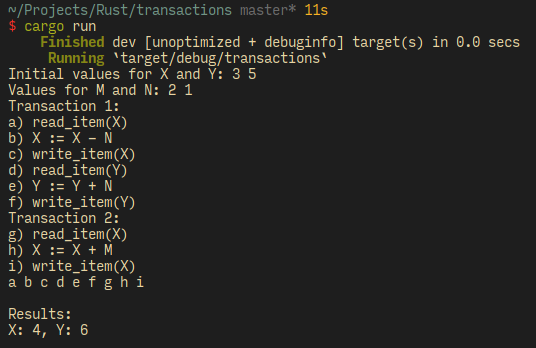 ~/Projects/Rust/transactions master* 11s
$ cargo run
    Finished dev [unoptimized + debuginfo] target(s) in 0.0 secs
     Running `target/debug/transactions`
Initial values for X and Y: 3 5
Values for M and N: 2 1
Transaction 1:
a) read_item(X)
b) X := X - N
c) write_item(X)
d) read_item(Y)
e) Y := Y + N
f) write_item(Y)
Transaction 2:
g) read_item(X)
h) X := X + M
i) write_item(X)
a b c d e f g h i

Results:
X: 4, Y: 6